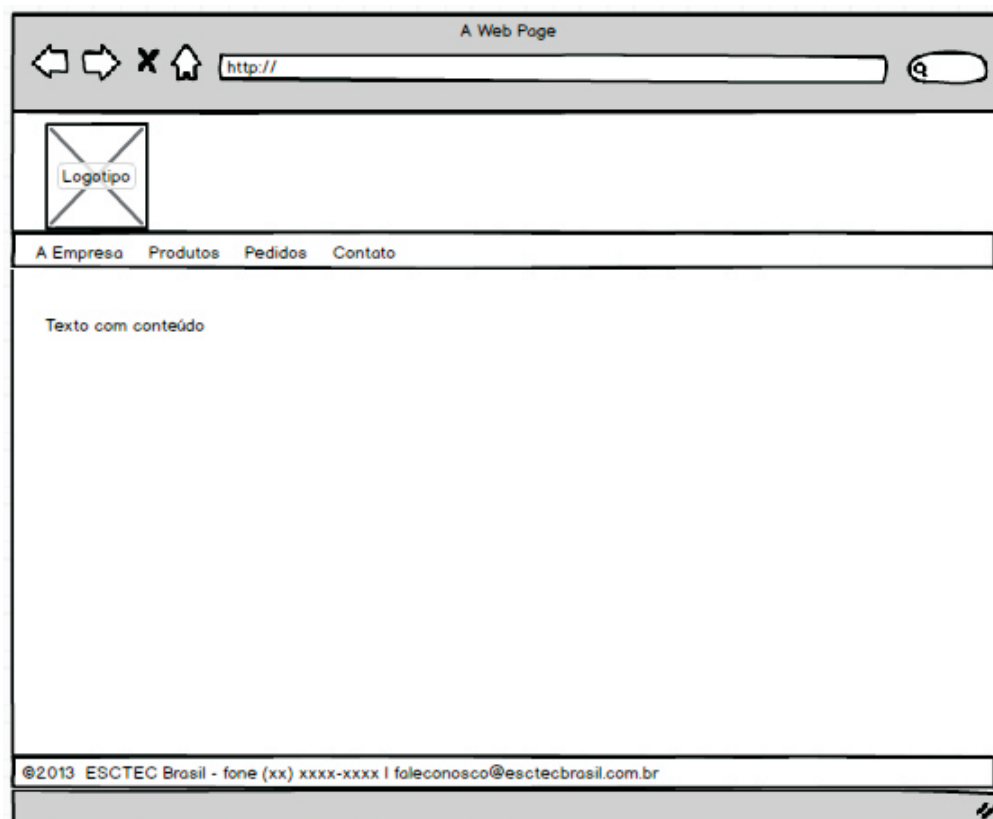 A Web Page
http://
Logotipo
A Empresa Produtos Pedidos Contato
Texto com conteúdo
©2013 ESCTEC Brasil - fone (xx) xxxx-xxxx | faleconosco@esctecbrasil.com.br